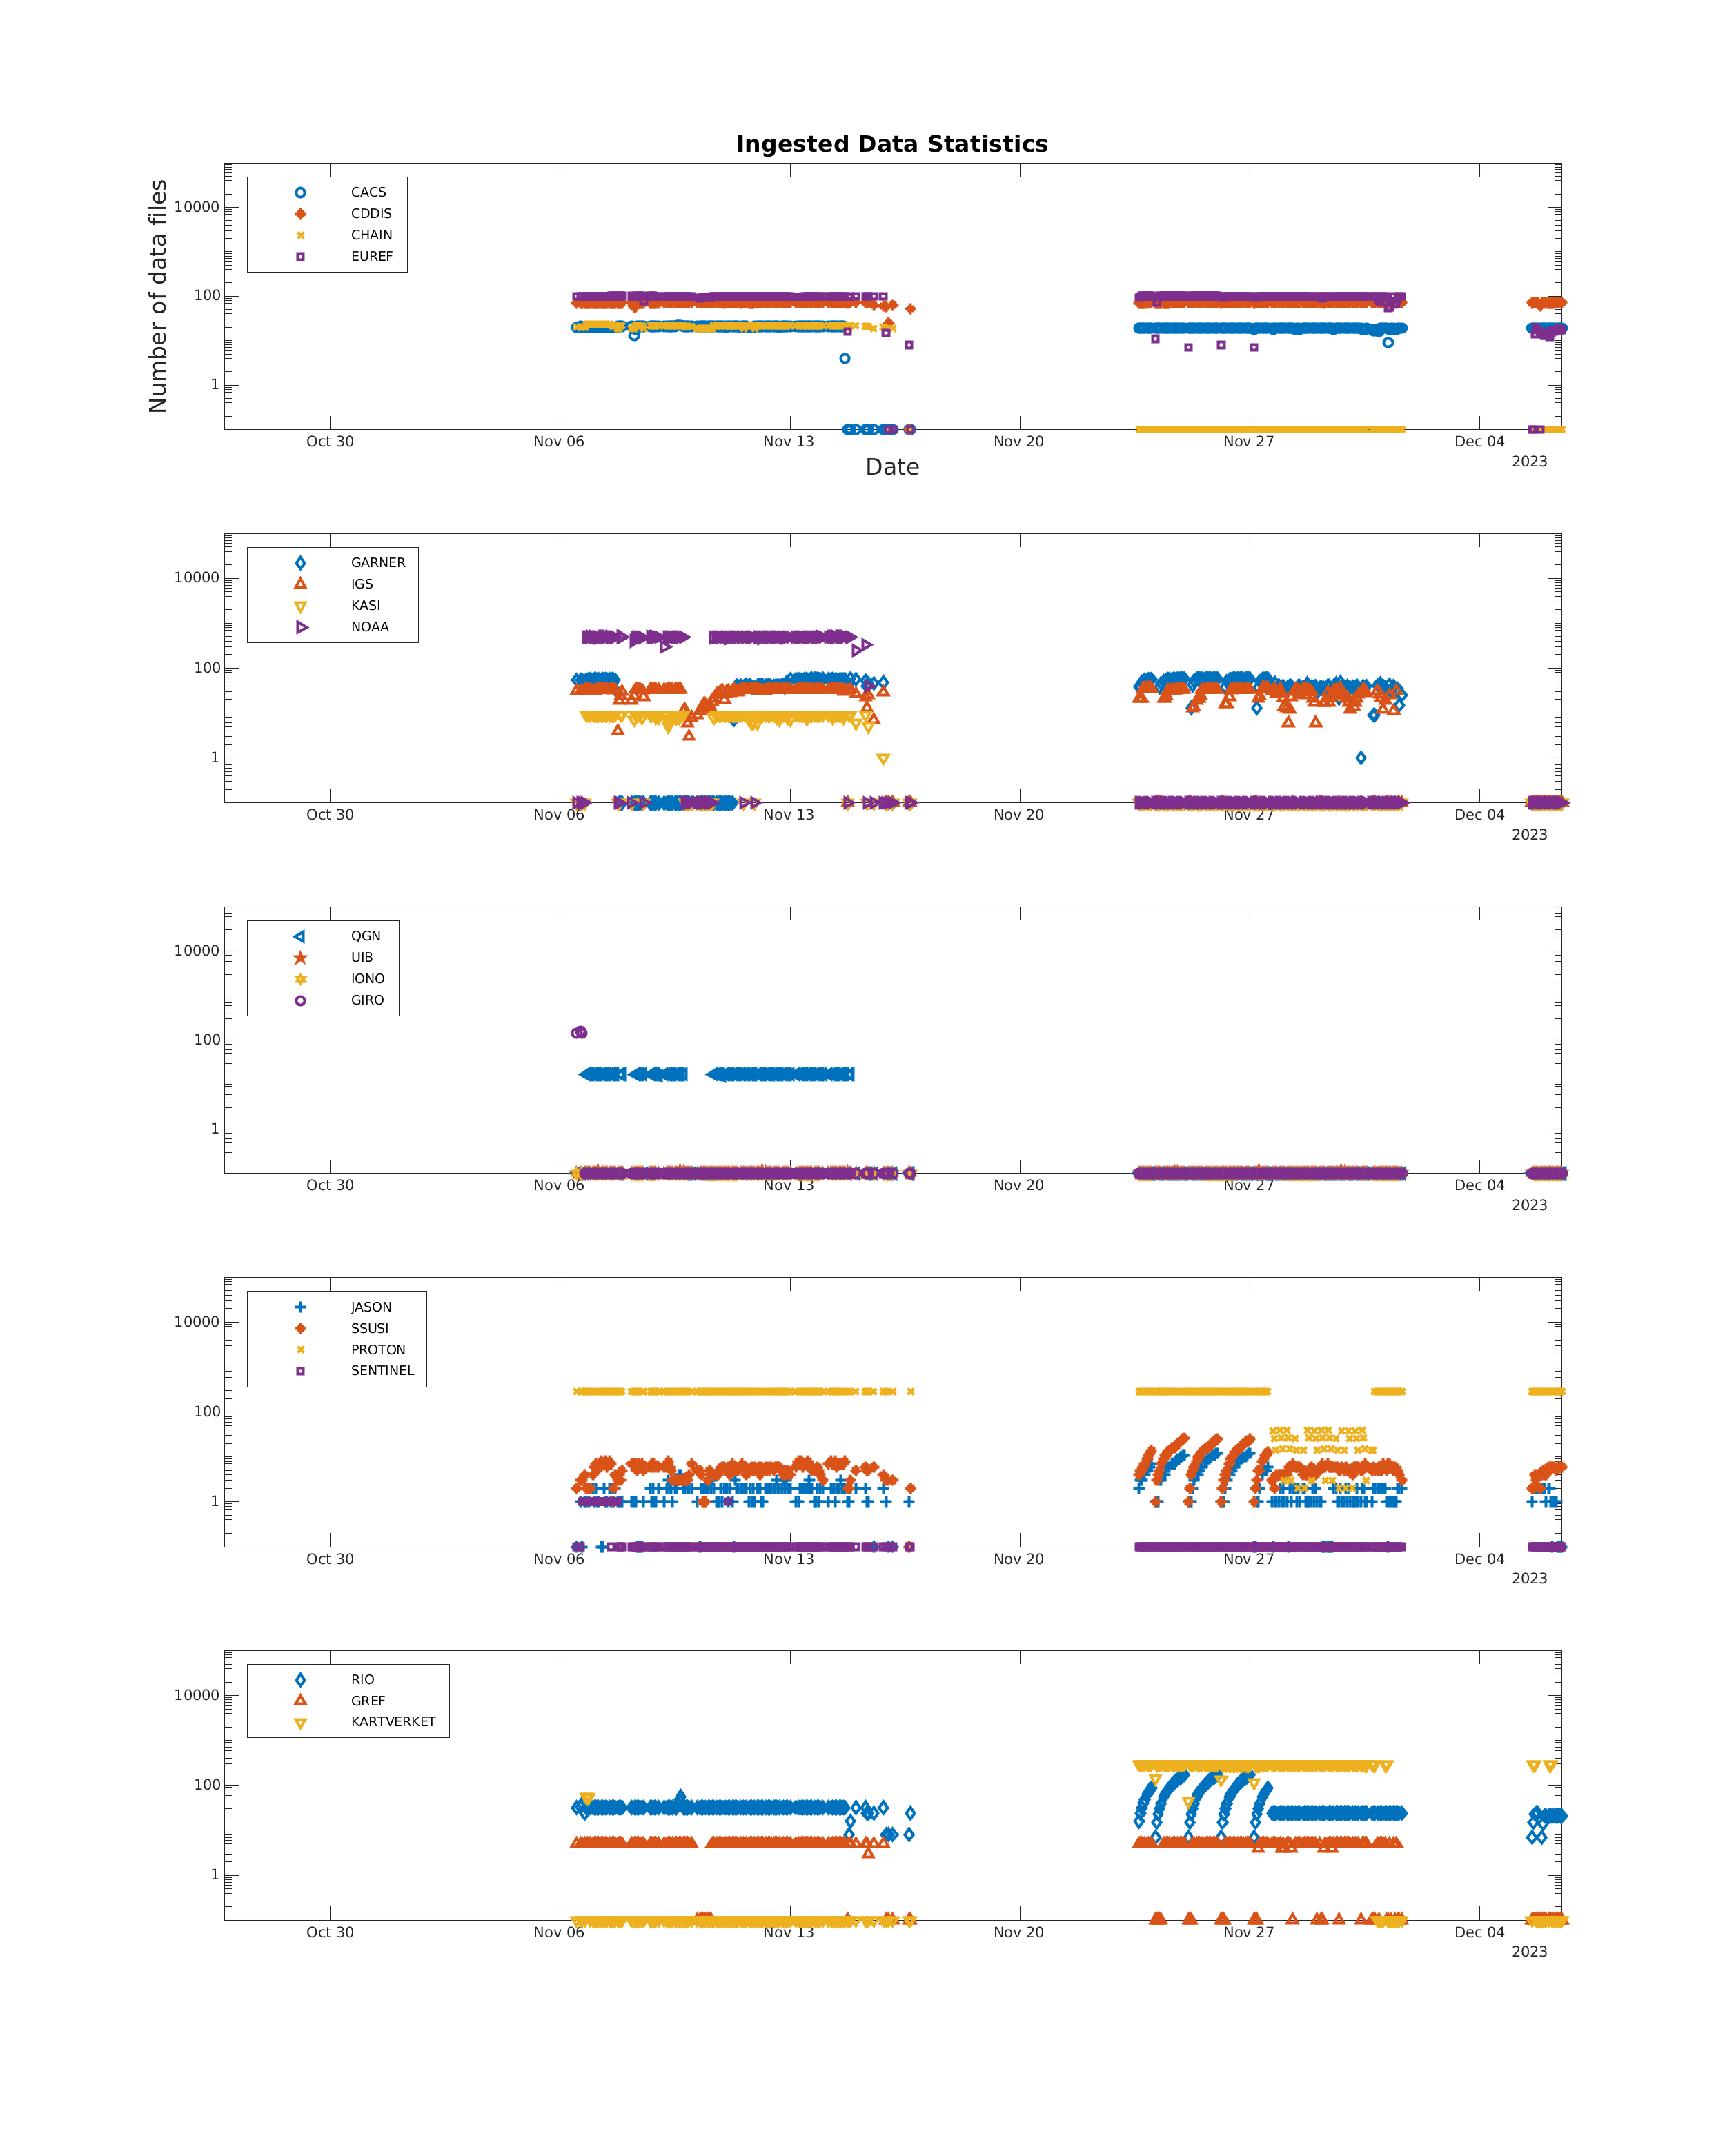 Ingested Data Statistics
Number of data files
CACS
CDDIS
CHAIN
EUREF
10000
100
1
Oct 30 Nov 06 Nov 13 Nov 20 Nov 27 Dec 04
2023
Date
GARNER
IGS
KASI
NOAA
10000
100
1
Oct 30 Nov 06 Nov 13 Nov 20 Nov 27 Dec 04
2023
QGN
UIB
IONO
GIRO
10000
100
1
Oct 30 Nov 06 Nov 13 Nov 20 Nov 27 Dec 04
2023
JASON
SSUSI
PROTON
SENTINEL
10000
100
1
Oct 30 Nov 06 Nov 13 Nov 20 Nov 27 Dec 04
2023
RIO
GREF
KARTVERKET
10000
100
1
Oct 30 Nov 06 Nov 13 Nov 20 Nov 27 Dec 04
2023